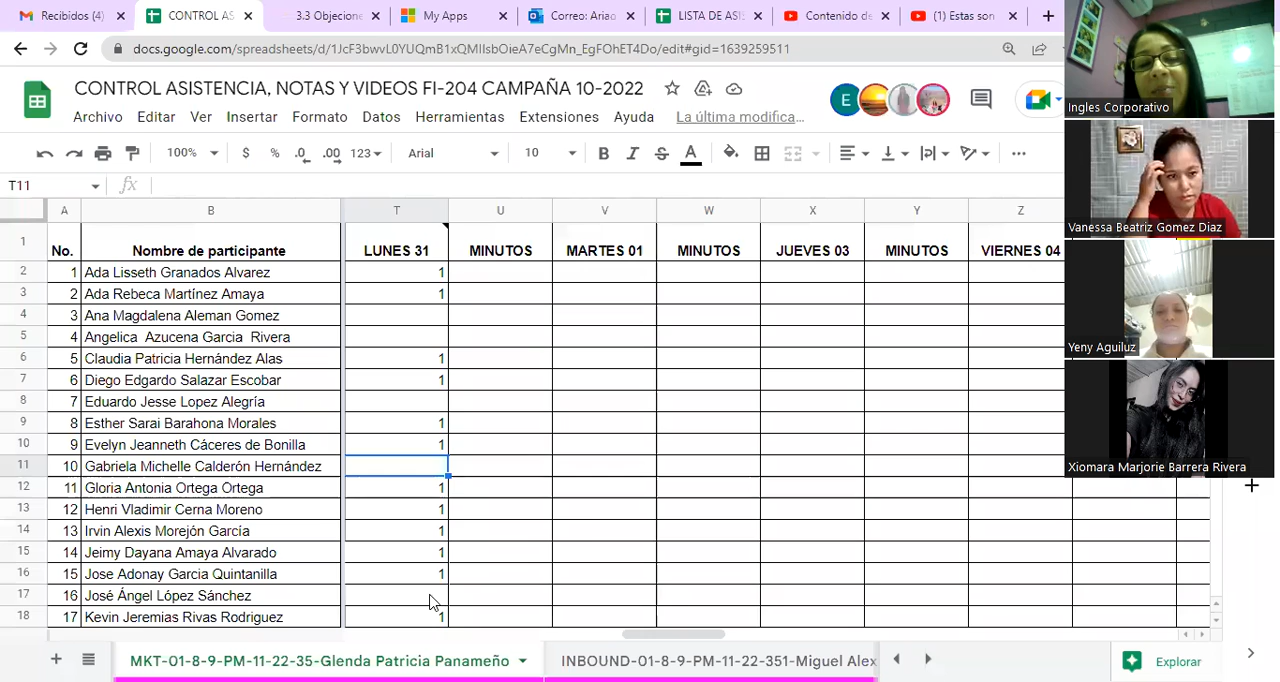 Recibidos (4)
CONTROL AS
3.3 Objecione
My Apps
Correo: Ariao
LISTA DE ASI
Contenido de
(1) Estas son
docs.google.com/spreadsheets/d/1JcF3bwvL0YUQmB1xQMIIsbOieA7eCgMn_EgFOhET4Do/edit#gid=1639259511
CONTROL ASISTENCIA, NOTAS Y VIDEOS FI-204 CAMPAÑA 10-2022
E
Archivo Editar Ver Insertar Formato Datos Herramientas Extensiones Ayuda La última modifica…
100% $ % .0 .00 123 Arial 10 B I S A
T11 fx
A B T U V W X Y Z
1 No. Nombre de participante LUNES 31 MINUTOS MARTES 01 MINUTOS JUEVES 03 MINUTOS VIERNES 04
2 1 Ada Lisseth Granados Alvarez 1
3 2 Ada Rebeca Martínez Amaya 1
4 3 Ana Magdalena Aleman Gomez
5 4 Angelica Azucena Garcia Rivera
6 5 Claudia Patricia Hernández Alas 1
7 6 Diego Edgardo Salazar Escobar 1
8 7 Eduardo Jesse Lopez Alegría
9 8 Esther Sarai Barahona Morales 1
10 9 Evelyn Jeanneth Cáceres de Bonilla 1
11 10 Gabriela Michelle Calderón Hernández
12 11 Gloria Antonia Ortega Ortega 1
13 12 Henri Vladimir Cerna Moreno 1
14 13 Irvin Alexis Morejón García 1
15 14 Jeimy Dayana Amaya Alvarado 1
16 15 Jose Adonay Garcia Quintanilla 1
17 16 José Ángel López Sánchez
18 17 Kevin Jeremias Rivas Rodriguez 1
MKT-01-8-9-PM-11-22-35-Glenda Patricia Panameño
INBOUND-01-8-9-PM-11-22-351-Miguel Alex
Explorar
Ingles Corporativo
Vanessa Beatriz Gomez Diaz
Yeny Aguiluz
Xiomara Marjorie Barrera Rivera